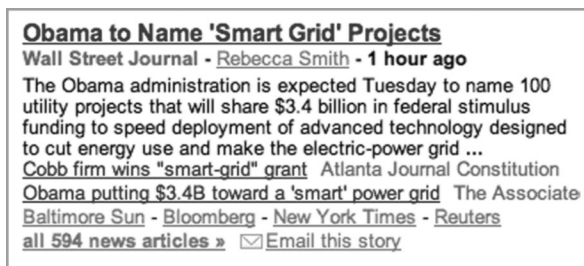 Obama to Name 'Smart Grid' Projects
Wall Street Journal - Rebecca Smith - 1 hour ago
The Obama administration is expected Tuesday to name 100
utility projects that will share $3.4 billion in federal stimulus
funding to speed deployment of advanced technology designed
to cut energy use and make the electric-power grid ...
Cobb firm wins "smart-grid" grant Atlanta Journal Constitution
Obama putting $3.4B toward a 'smart' power grid The Associate
Baltimore Sun - Bloomberg - New York Times - Reuters
all 594 news articles » Email this story